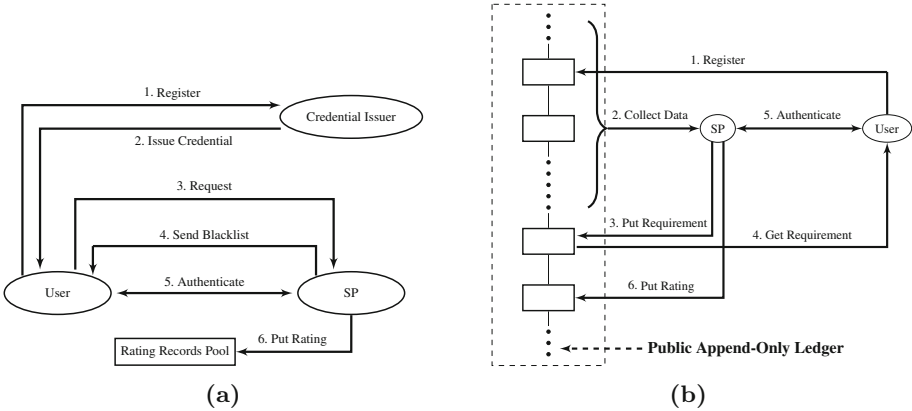 1. Register
Credential Issuer
2. Issue Credential
3. Request
4. Send Blacklist
User
5. Authenticate
SP
6. Put Rating
Rating Records Pool
(a)
1. Register
2. Collect Data
SP
5. Authenticate
User
3. Put Requirement
4. Get Requirement
6. Put Rating
Public Append-Only Ledger
(b)